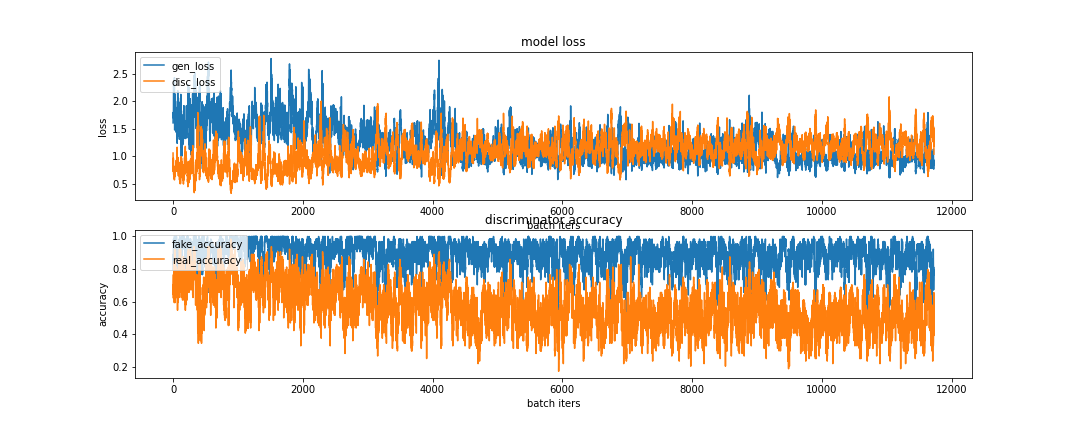 model loss
gen_loss
disc_loss
2.5
2.0
1.5
1.0
0.5
loss
0 2000 4000 6000 8000 10000 12000
batch iters
discriminator accuracy
fake_accuracy
real_accuracy
1.0
0.8
0.6
0.4
0.2
accuracy
0 2000 4000 6000 8000 10000 12000
batch iters